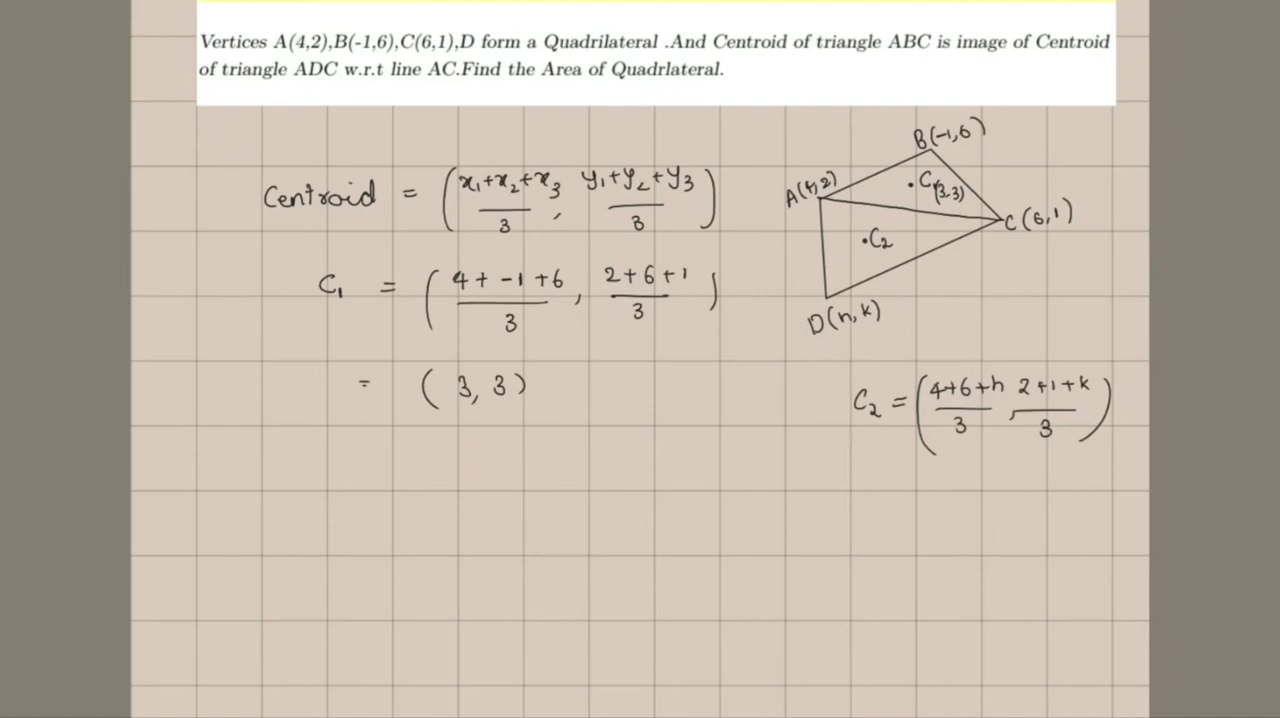 Vertices A(4,2),B(-1,6),C(6,1),D form a Quadrilateral .And Centroid of triangle ABC is image of Centroid
of triangle ADC w.r.t line AC.Find the Area of Quadrlateral.
Centroid = ( x₁+x₂+x₃ / 3 , y₁+y₂+y₃ / 3 )
C₁ = ( 4+-1+6 / 3 , 2+6+1 / 3 )
= ( 3, 3 )
B(-1,6)
A(4,2)
C₁(3,3)
C(6,1)
C₂
D(h,k)
C₂ = ( 4+6+h / 3 , 2+1+k / 3 )